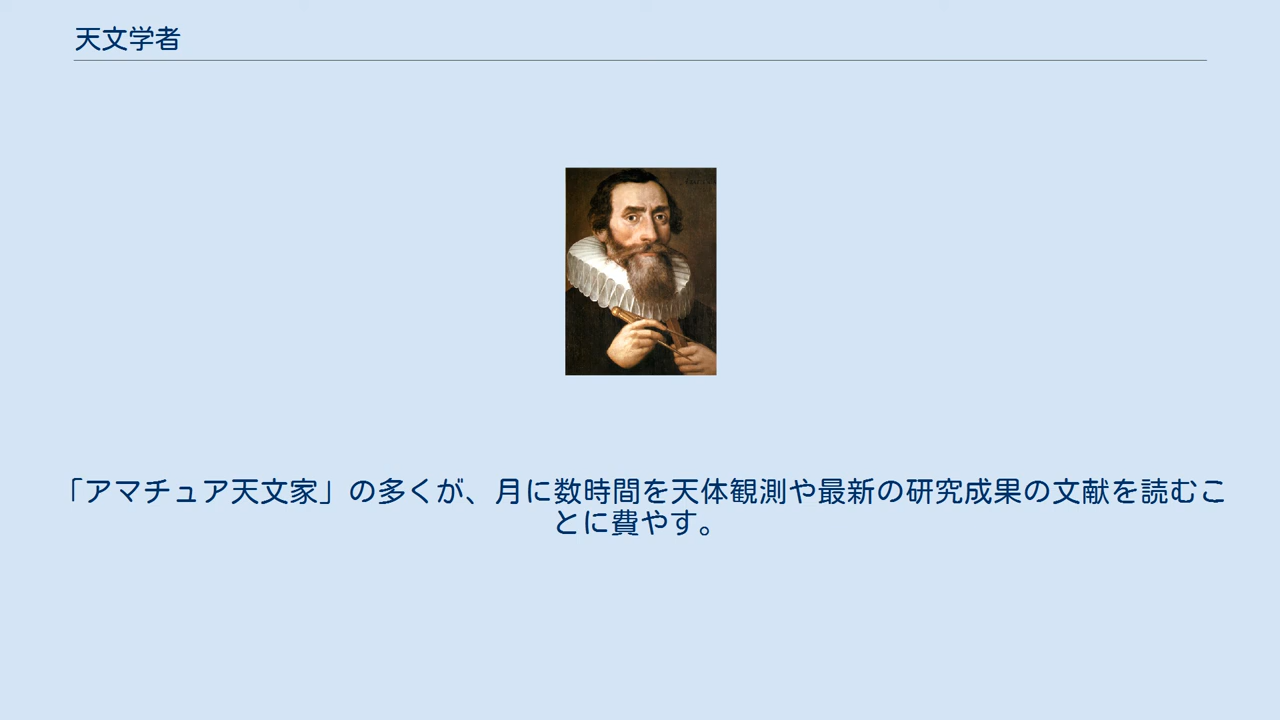 天文学者
「アマチュア天文家」の多くが、月に数時間を天体観測や最新の研究成果の文献を読むこ
とに費やす。